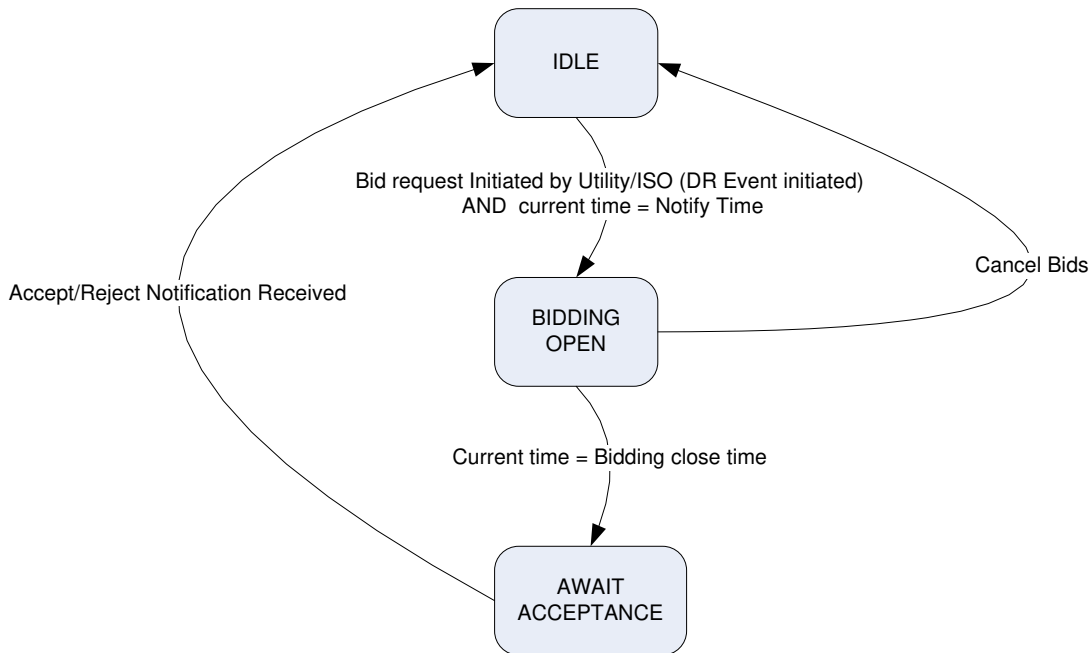 IDLE
Bid request Initiated by Utility/ISO (DR Event initiated)
AND current time = Notify Time
Cancel Bids
Accept/Reject Notification Received
BIDDING
OPEN
Current time = Bidding close time
AWAIT
ACCEPTANCE